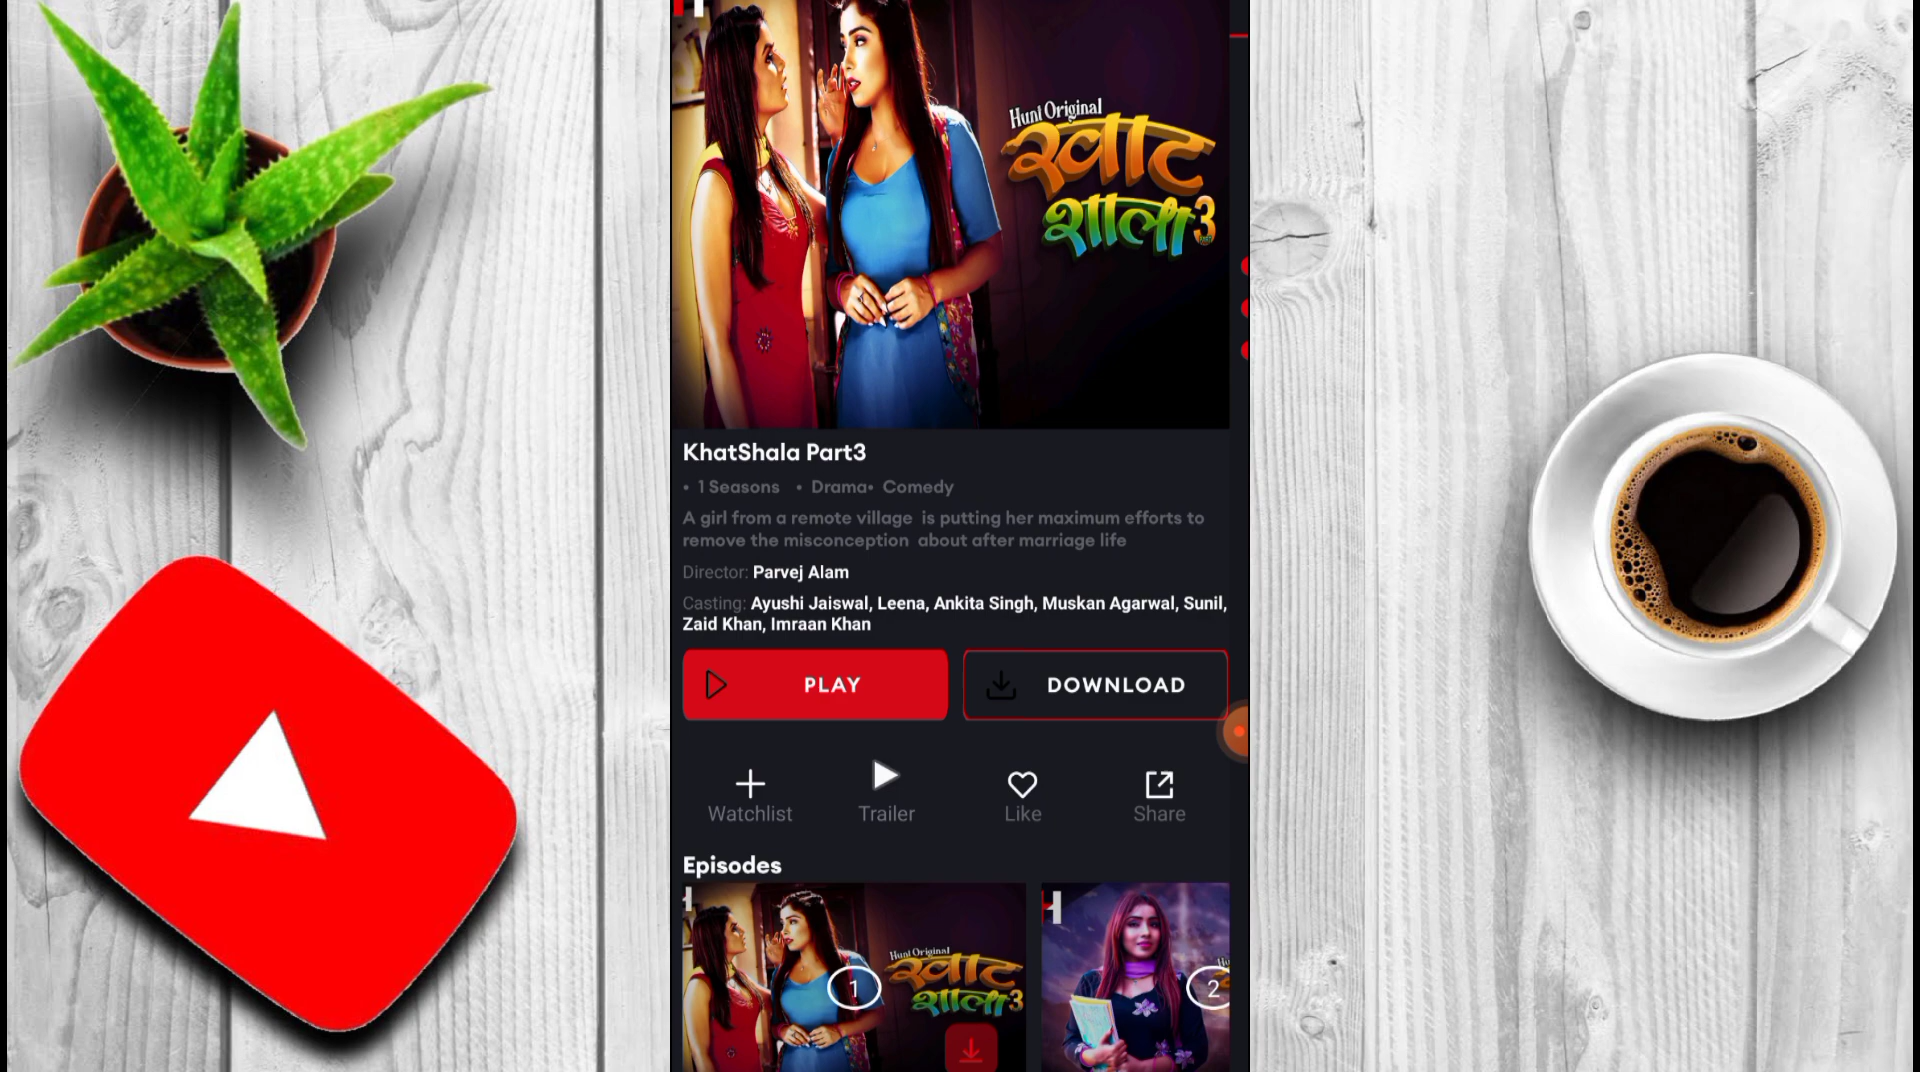 Hunt Original
खाट
शाला 3
KhatShala Part3
• 1 Seasons • Drama• Comedy
A girl from a remote village is putting her maximum efforts to
remove the misconception about after marriage life
Director: Parvej Alam
Casting: Ayushi Jaiswal, Leena, Ankita Singh, Muskan Agarwal, Sunil,
Zaid Khan, Imraan Khan
PLAY
DOWNLOAD
Watchlist
Trailer
Like
Share
Episodes
H
Hunt Original
खाट
शाला 3
1
H
2